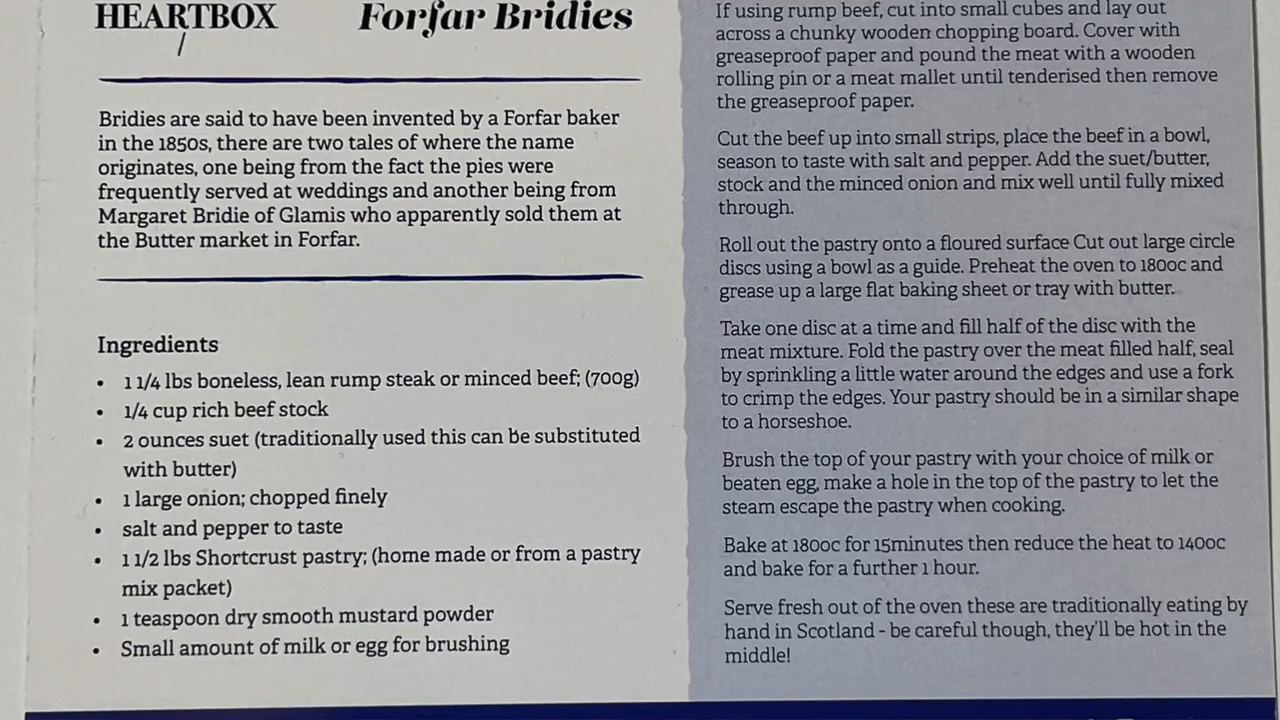 HEARTBOX
Forfar Bridies
Bridies are said to have been invented by a Forfar baker
in the 1850s, there are two tales of where the name
originates, one being from the fact the pies were
frequently served at weddings and another being from
Margaret Bridie of Glamis who apparently sold them at
the Butter market in Forfar.
Ingredients
• 1 1/4 lbs boneless, lean rump steak or minced beef; (700g)
• 1/4 cup rich beef stock
• 2 ounces suet (traditionally used this can be substituted
with butter)
• 1 large onion; chopped finely
• salt and pepper to taste
• 1 1/2 lbs Shortcrust pastry; (home made or from a pastry
mix packet)
• 1 teaspoon dry smooth mustard powder
• Small amount of milk or egg for brushing
If using rump beef, cut into small cubes and lay out
across a chunky wooden chopping board. Cover with
greaseproof paper and pound the meat with a wooden
rolling pin or a meat mallet until tenderised then remove
the greaseproof paper.
Cut the beef up into small strips, place the beef in a bowl,
season to taste with salt and pepper. Add the suet/butter,
stock and the minced onion and mix well until fully mixed
through.
Roll out the pastry onto a floured surface Cut out large circle
discs using a bowl as a guide. Preheat the oven to 180oc and
grease up a large flat baking sheet or tray with butter.
Take one disc at a time and fill half of the disc with the
meat mixture. Fold the pastry over the meat filled half, seal
by sprinkling a little water around the edges and use a fork
to crimp the edges. Your pastry should be in a similar shape
to a horseshoe.
Brush the top of your pastry with your choice of milk or
beaten egg, make a hole in the top of the pastry to let the
steam escape the pastry when cooking.
Bake at 180oc for 15minutes then reduce the heat to 140oc
and bake for a further 1 hour.
Serve fresh out of the oven these are traditionally eating by
hand in Scotland - be careful though, they'll be hot in the
middle!